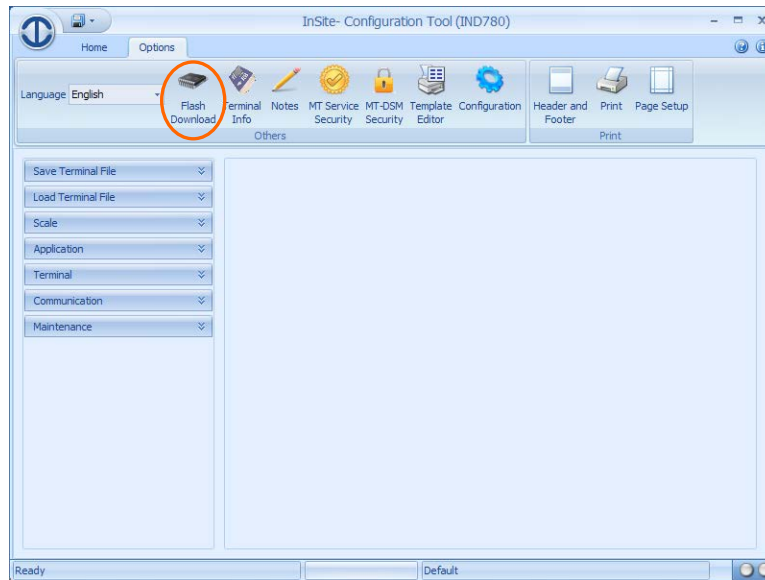 InSite- Configuration Tool (IND780)
Home Options
Language English
Flash Download
Terminal Info
Notes
MT Service Security
MT-DSM Security
Template Editor
Configuration
Header and Footer
Print
Page Setup
Others
Print
Save Terminal File
Load Terminal File
Scale
Application
Terminal
Communication
Maintenance
Ready
Default